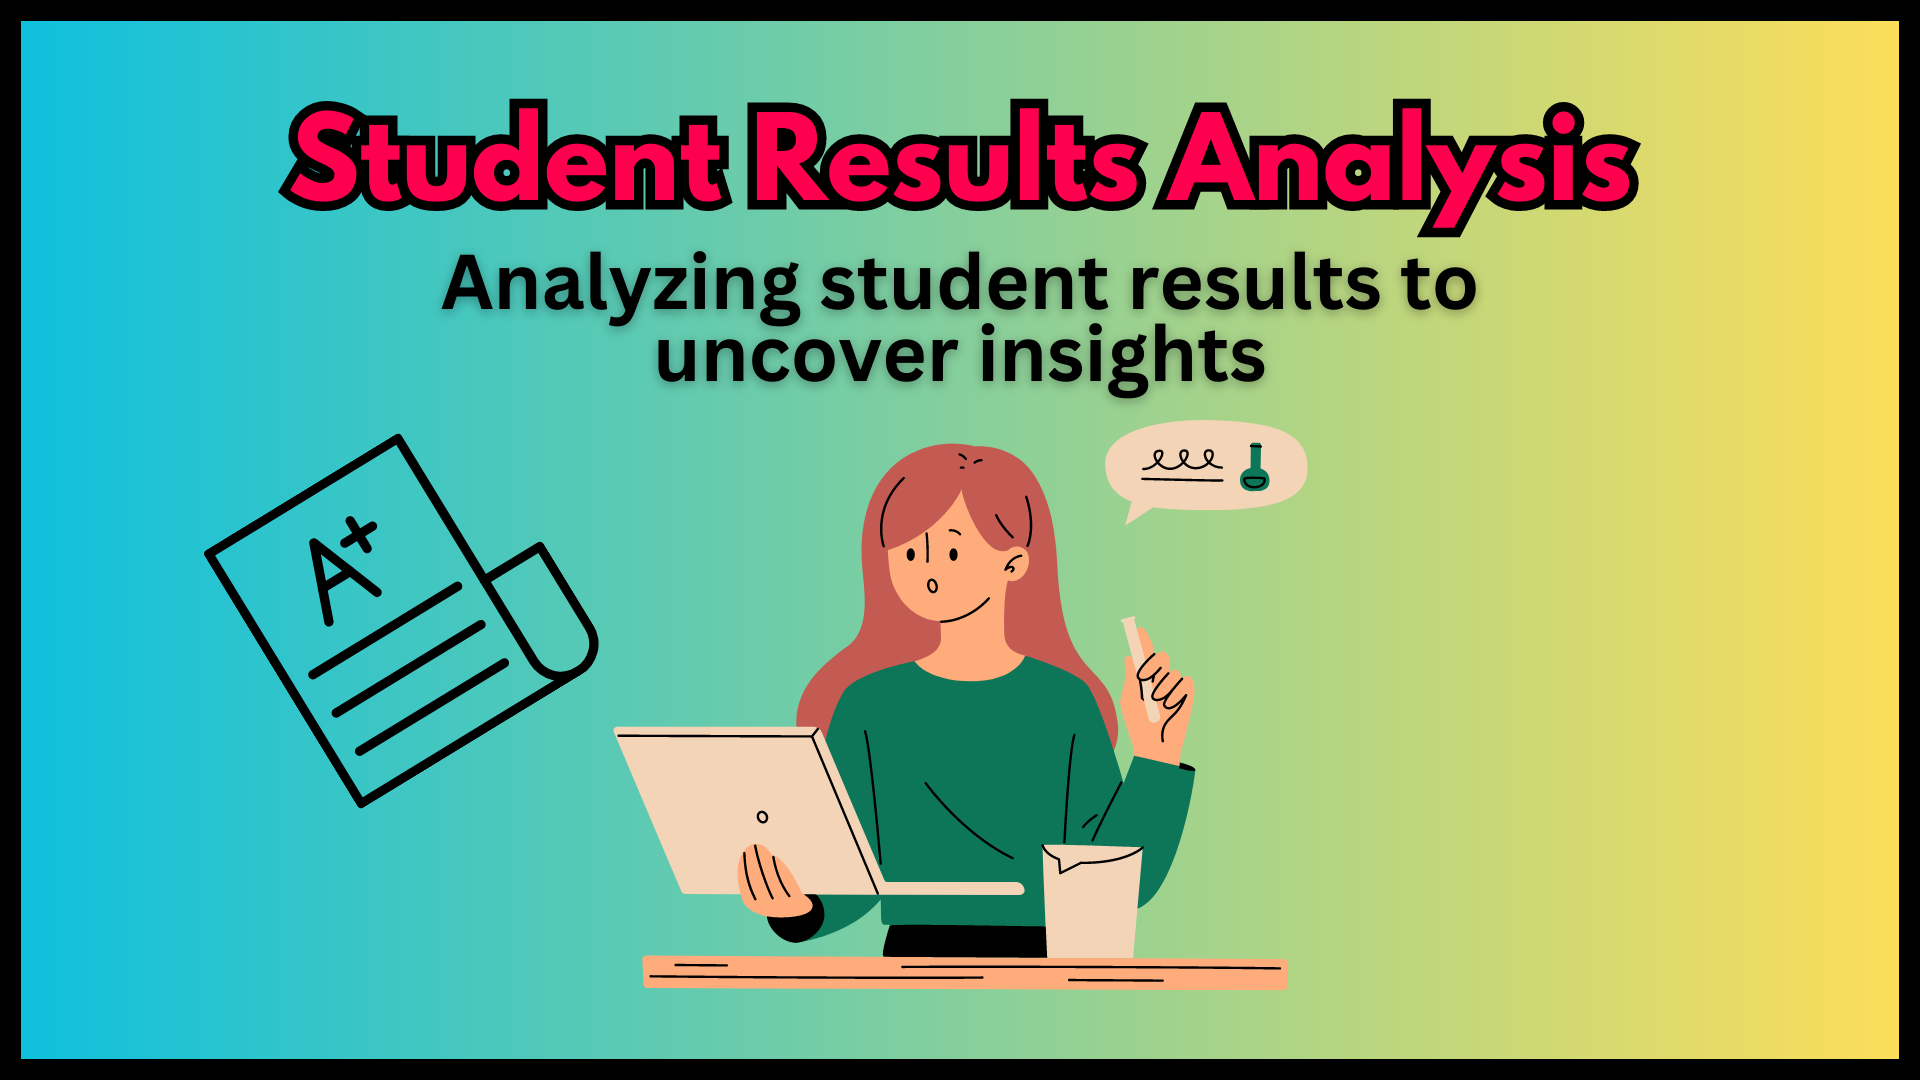 Student Results Analysis
Analyzing student results to
uncover insights
A+